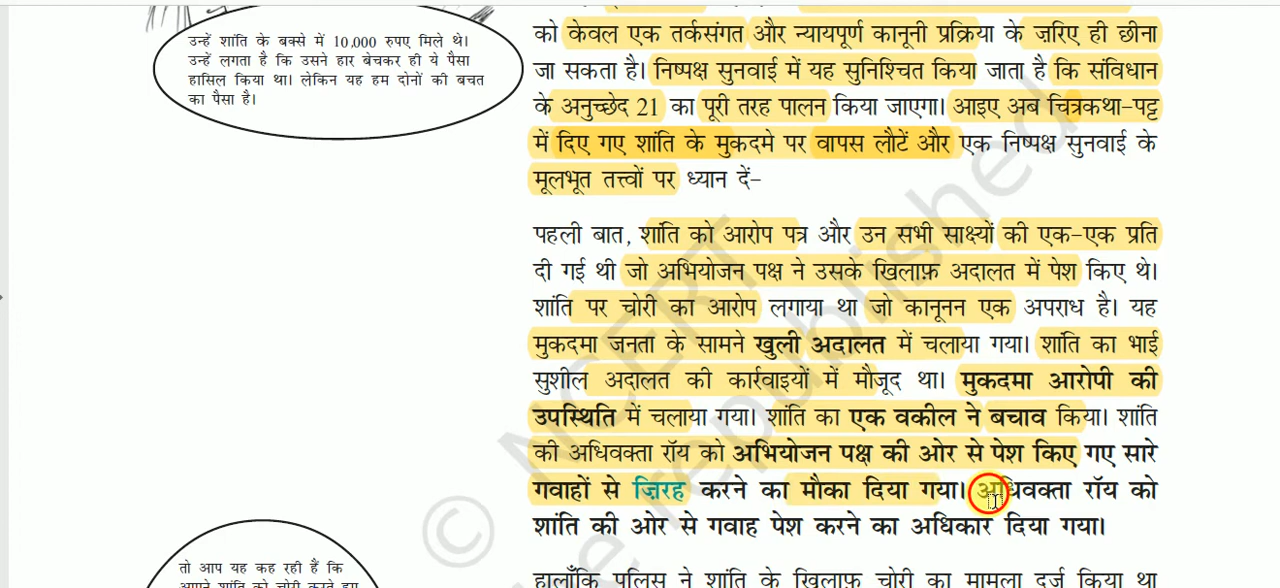 उन्हें शांति के बक्से में 10,000 रुपए मिले थे।
उन्हें लगता है कि उसने हार बेचकर ही ये पैसा
हासिल किया था। लेकिन यह हम दोनों की बचत
का पैसा है।
को केवल एक तर्कसंगत और न्यायपूर्ण कानूनी प्रक्रिया के ज़रिए ही छीना
जा सकता है। निष्पक्ष सुनवाई में यह सुनिश्चित किया जाता है कि संविधान
के अनुच्छेद 21 का पूरी तरह पालन किया जाएगा। आइए अब चित्रकथा-पट्ट
में दिए गए शांति के मुकदमे पर वापस लौटें और एक निष्पक्ष सुनवाई के
मूलभूत तत्त्वों पर ध्यान दें–
पहली बात, शांति को आरोप पत्र और उन सभी साक्ष्यों की एक-एक प्रति
दी गई थी जो अभियोजन पक्ष ने उसके खिलाफ़ अदालत में पेश किए थे।
शांति पर चोरी का आरोप लगाया था जो कानूनन एक अपराध है। यह
मुकदमा जनता के सामने खुली अदालत में चलाया गया। शांति का भाई
सुशील अदालत की कार्रवाइयों में मौजूद था। मुकदमा आरोपी की
उपस्थिति में चलाया गया। शांति का एक वकील ने बचाव किया। शांति
की अधिवक्ता रॉय को अभियोजन पक्ष की ओर से पेश किए गए सारे
गवाहों से ज़िरह करने का मौका दिया गया। अधिवक्ता रॉय को
शांति की ओर से गवाह पेश करने का अधिकार दिया गया।
तो आप यह कह रही हैं कि
हालाँकि पुलिस ने शांति के खिलाफ़ चोरी का मामला दर्ज किया था
© NCERT
republished